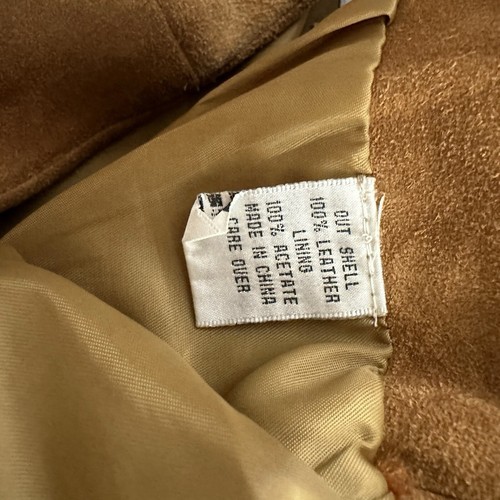 OUT SHELL
100% LEATHER
LINING
100% ACETATE
MADE IN CHINA
CARE OVER